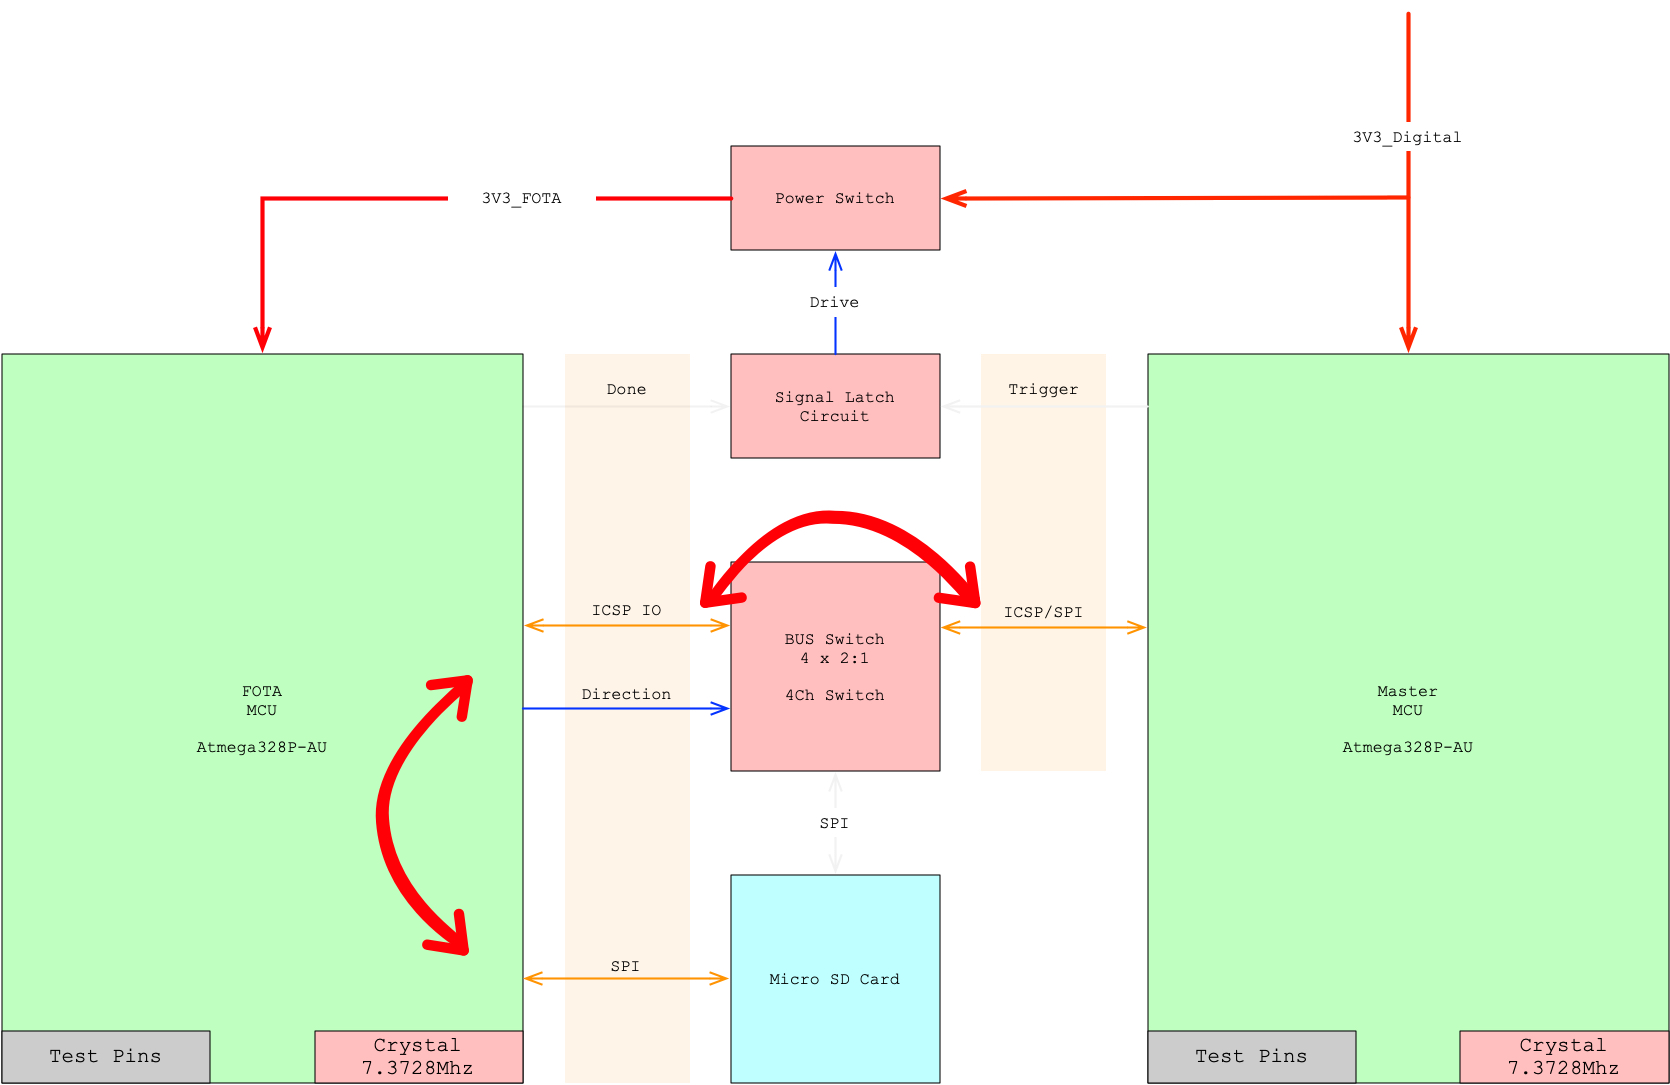 3V3_Digital
3V3_FOTA
Power Switch
Drive
Done
Signal Latch
Circuit
Trigger
ICSP IO
ICSP/SPI
BUS Switch
4 x 2:1
4Ch Switch
Direction
FOTA
MCU
Atmega328P-AU
Master
MCU
Atmega328P-AU
SPI
SPI
Micro SD Card
Test Pins
Crystal
7.3728Mhz
Test Pins
Crystal
7.3728Mhz